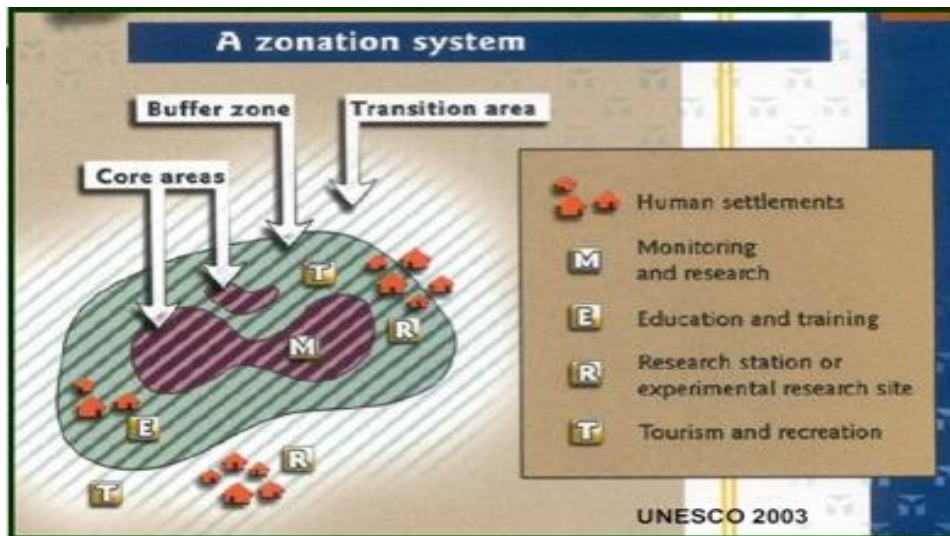 A zonation system
Buffer zone
Transition area
Core areas
T
R
M
E
R
T
Human settlements
M
Monitoring
and research
E
Education and training
R
Research station or
experimental research site
T
Tourism and recreation
UNESCO 2003